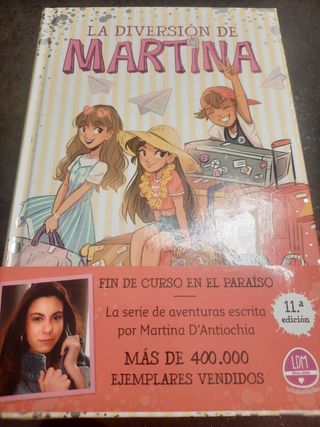 LA DIVERSIÓN DE
MARTINA
FIN DE CURSO EN EL PARAÍSO
La serie de aventuras escrita
por Martina D'Antiochia
11.ª
edición
MÁS DE 400.000
EJEMPLARES VENDIDOS
LDM